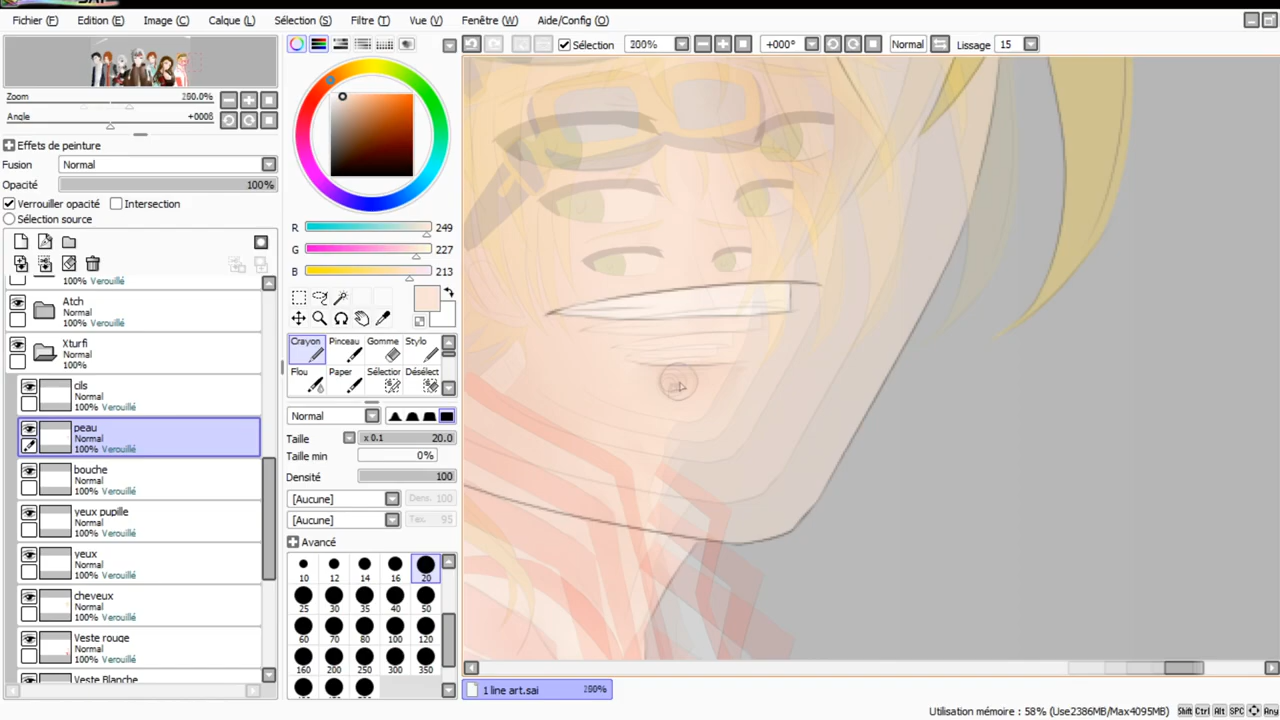 Fichier (F) Edition (E) Image (C) Calque (L) Sélection (S) Filtre (T) Vue (V) Fenêtre (W) Aide/Config (O)
Sélection 200% +000° Normal Lissage 15
Zoom 290.0%
Angle +0008
Effets de peinture
Fusion Normal
Opacité 100%
Verrouiller opacité Intersection
Sélection source
100% Verouillé
Atch
Normal
100% Verouillé
Xturfi
Normal
100%
cils
Normal
100% Verouillé
peau
Normal
100% Verouillé
bouche
Normal
100% Verouillé
yeux pupille
Normal
100% Verouillé
yeux
Normal
100% Verouillé
cheveux
Normal
100% Verouillé
Veste rouge
Normal
100% Verouillé
Veste Blanche
R 249
G 227
B 213
Crayon Pinceau Gomme Stylo
Flou Paper Sélection Désélect
Normal
Taille x 0.1 20.0
Taille min 0%
Densité 100
[Aucune] Dens. 100
[Aucune] Tex. 95
Avancé
10 12 14 16 20
25 30 35 40 50
60 70 80 100 120
160 200 250 300 350
1 line art.sai 290%
Utilisation mémoire : 58% (Use2386MB/Max4095MB) Shift Ctrl Alt SPC Any